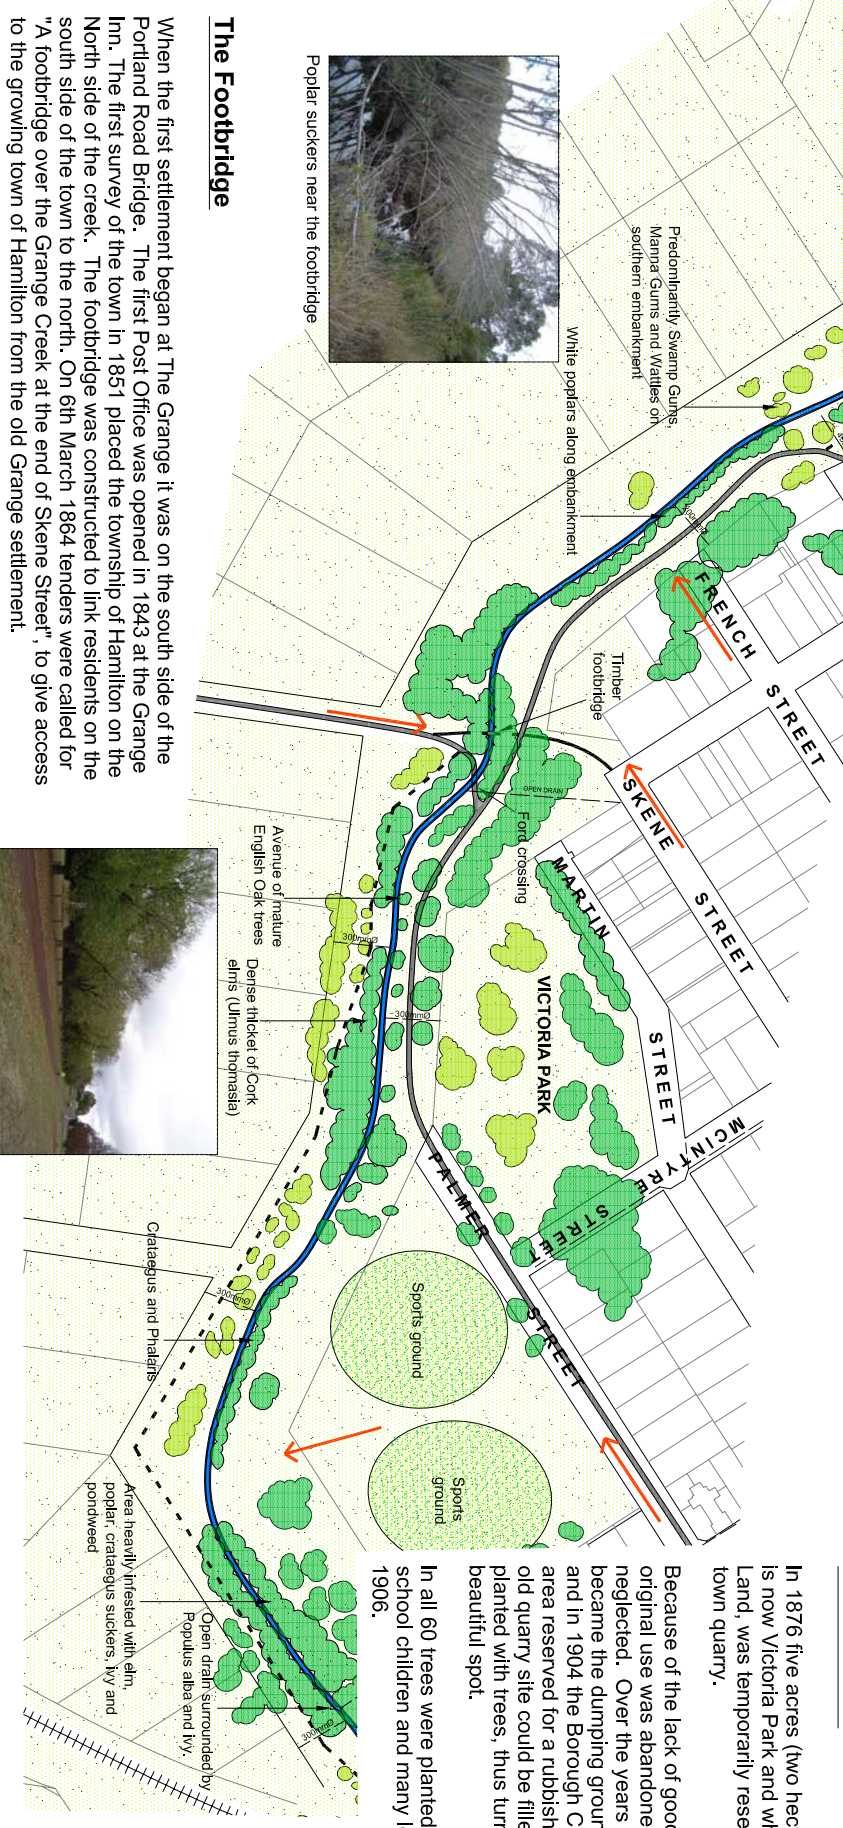 The Footbridge
When the first settlement began at The Grange it was on the south side of the
Portland Road Bridge. The first Post Office was opened in 1843 at the Grange
Inn. The first survey of the town in 1851 placed the township of Hamilton on the
North side of the creek. The footbridge was constructed to link residents on the
south side of the town to the north. On 6th March 1864 tenders were called for
"A footbridge over the Grange Creek at the end of Skene Street", to give access
to the growing town of Hamilton from the old Grange settlement.
Poplar suckers near the footbridge
Predominantly Swamp Gums,
Manna Gums and Wattles on
southern embankment
White poplars along embankment
FRENCH STREET
Timber
footbridge
SKENE STREET
OPEN DRAIN
Ford crossing
MARTIN STREET
VICTORIA PARK
MCINTYRE STREET
PALMER STREET
Avenue of mature
English Oak trees
300mmØ
Dense thicket of Cork
elms (Ulmus thomasia)
300mmØ
Sports ground
Sports
ground
Crataegus and Phalaris
300mmØ
Area heavily infested with elm,
poplar, crataegus suckers, ivy and
pondweed
Open drain surrounded by
Populus alba and ivy.
300mmØ
In 1876 five acres (two hec
is now Victoria Park and wh
Land, was temporarily rese
town quarry.
Because of the lack of good
original use was abandone
neglected. Over the years
became the dumping groun
and in 1904 the Borough C
area reserved for a rubbish
old quarry site could be fille
planted with trees, thus turn
beautiful spot.
In all 60 trees were planted
school children and many l
1906.